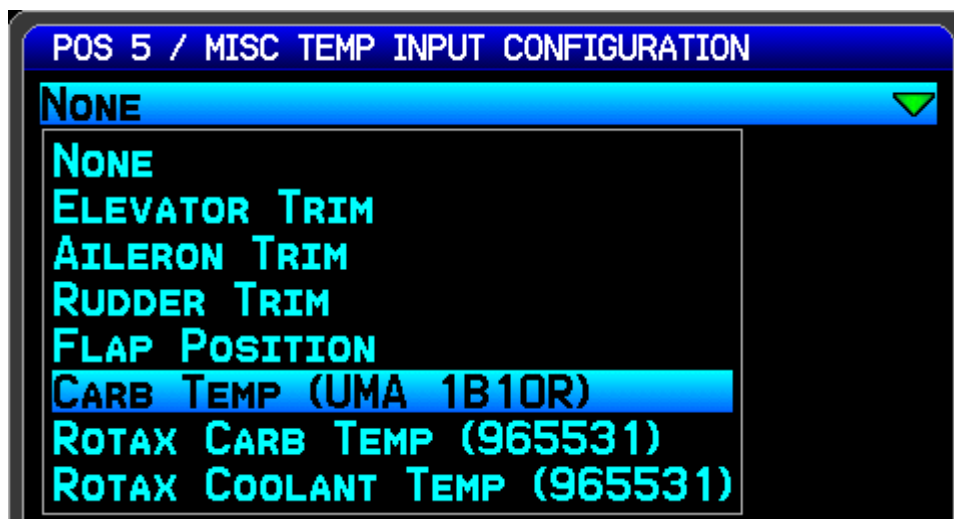 POS 5 / MISC TEMP INPUT CONFIGURATION
NONE
NONE
ELEVATOR TRIM
AILERON TRIM
RUDDER TRIM
FLAP POSITION
CARB TEMP (UMA 1B10R)
ROTAX CARB TEMP (965531)
ROTAX COOLANT TEMP (965531)